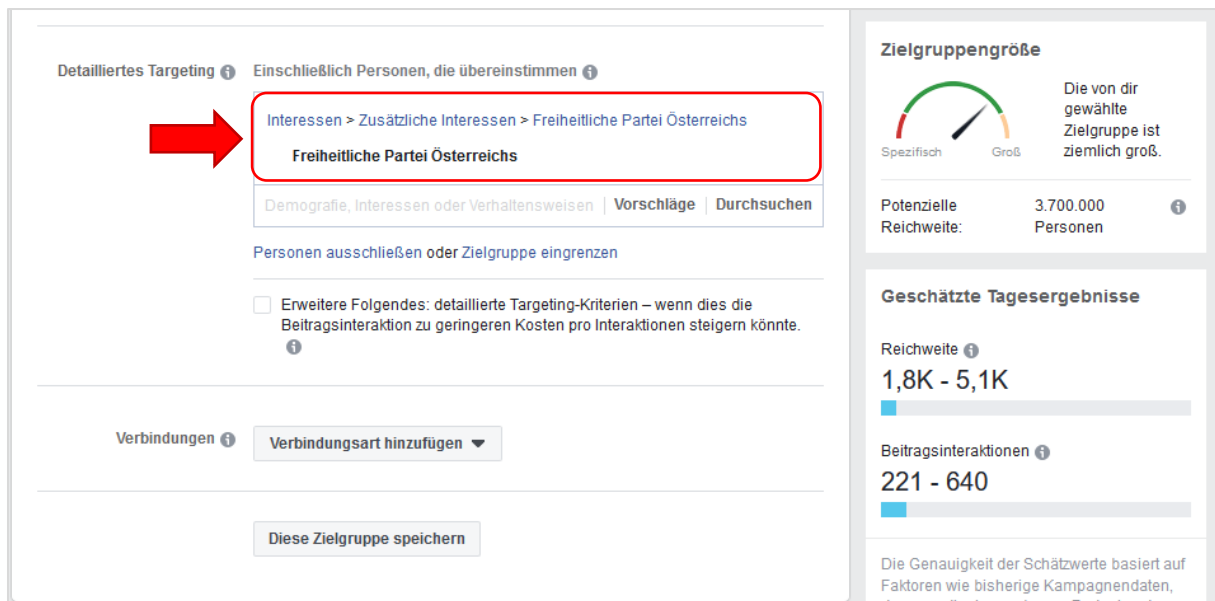 Detailliertes Targeting
Einschließlich Personen, die übereinstimmen
Interessen > Zusätzliche Interessen > Freiheitliche Partei Österreichs
Freiheitliche Partei Österreichs
Demografie, Interessen oder Verhaltensweisen | Vorschläge | Durchsuchen
Personen ausschließen oder Zielgruppe eingrenzen
Erweitere Folgendes: detaillierte Targeting-Kriterien – wenn dies die
Beitragsinteraktion zu geringeren Kosten pro Interaktionen steigern könnte.
Verbindungen
Verbindungsart hinzufügen
Diese Zielgruppe speichern
Zielgruppengröße
Spezifisch
Groß
Die von dir
gewählte
Zielgruppe ist
ziemlich groß.
Potenzielle
Reichweite:
3.700.000
Personen
Geschätzte Tagesergebnisse
Reichweite
1,8K - 5,1K
Beitragsinteraktionen
221 - 640
Die Genauigkeit der Schätzwerte basiert auf
Faktoren wie bisherige Kampagnendaten,